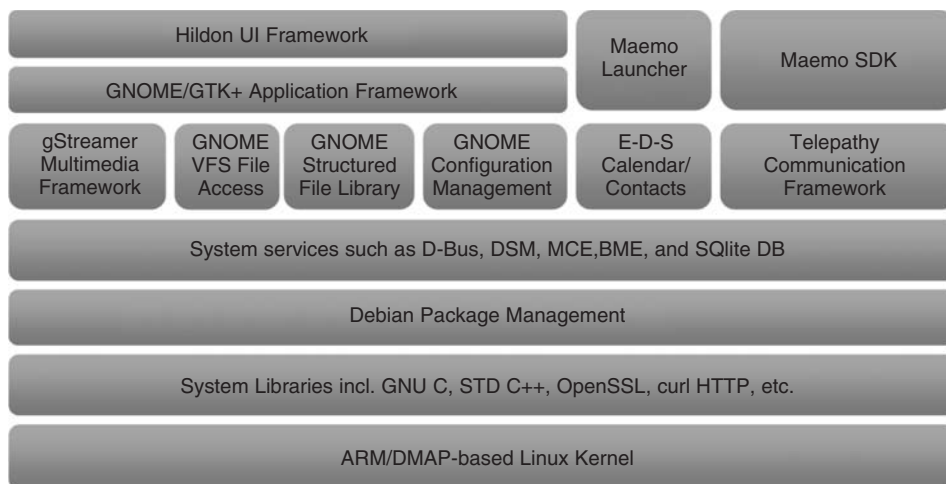 Hildon UI Framework
GNOME/GTK+ Application Framework
Maemo
Launcher
Maemo SDK
gStreamer
Multimedia
Framework
GNOME
VFS File
Access
GNOME
Structured
File Library
GNOME
Configuration
Management
E-D-S
Calendar/
Contacts
Telepathy
Communication
Framework
System services such as D-Bus, DSM, MCE,BME, and SQlite DB
Debian Package Management
System Libraries incl. GNU C, STD C++, OpenSSL, curl HTTP, etc.
ARM/DMAP-based Linux Kernel